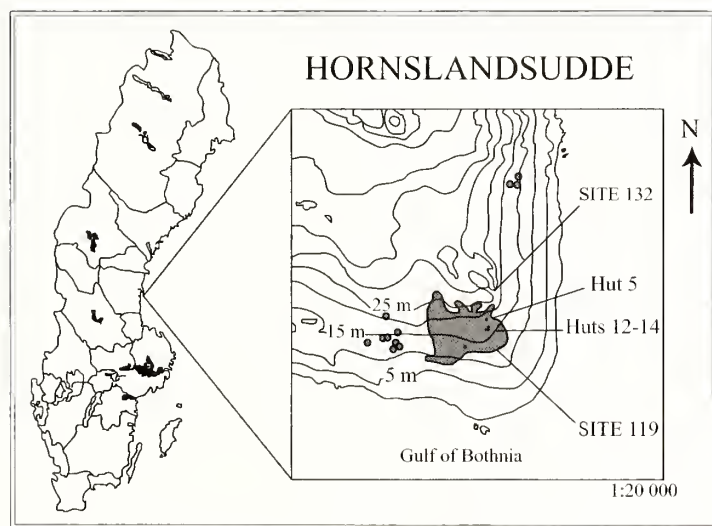 HORNSLANDSUDDE
N
SITE 132
Hut 5
25 m
Huts 12-14
15 m
5 m
SITE 119
Gulf of Bothnia
1:20 000